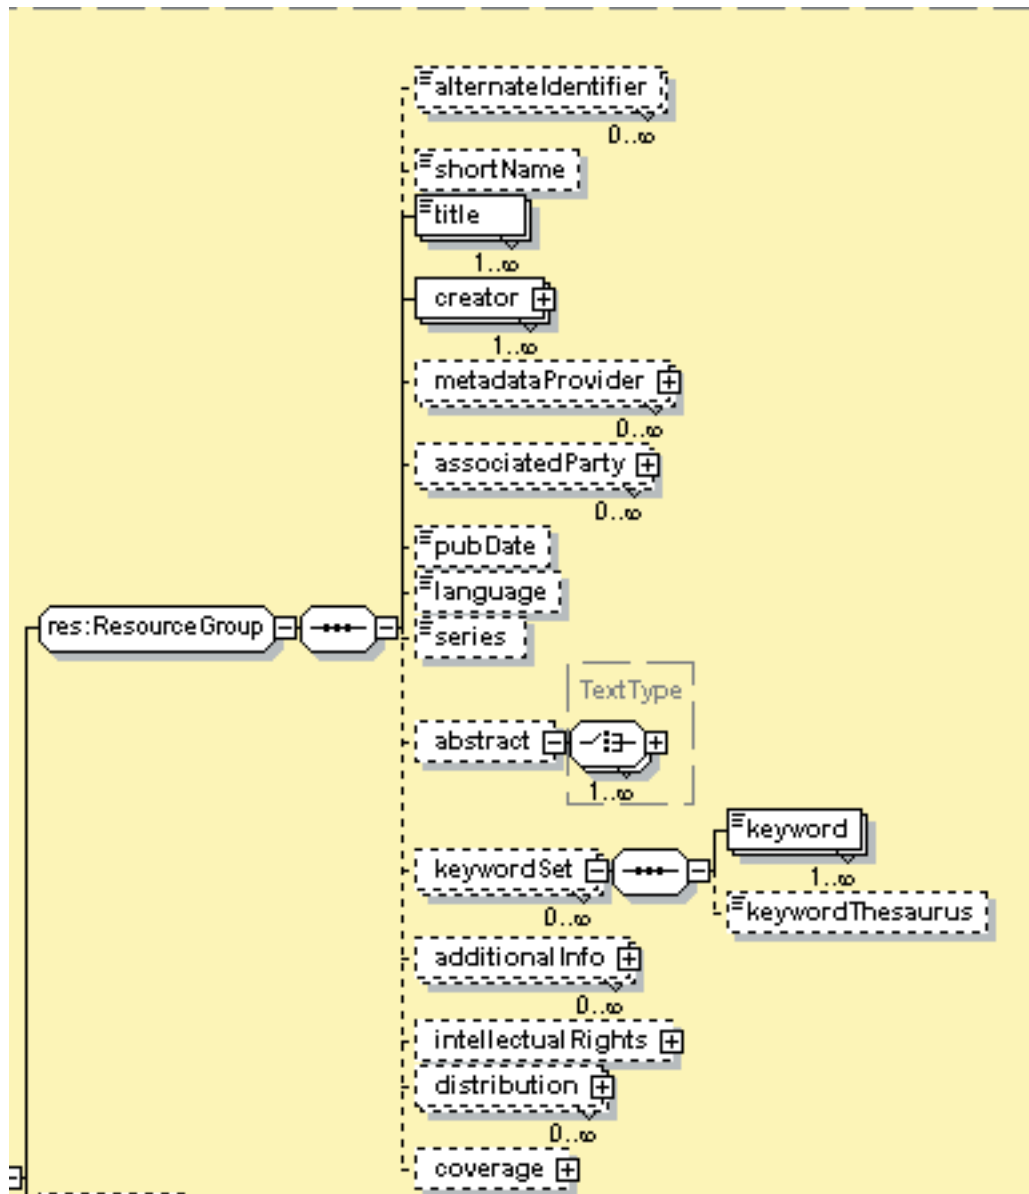 alternateIdentifier
0..∞
shortName
title
1..∞
creator
1..∞
metadataProvider
0..∞
associatedParty
0..∞
pubDate
language
res:ResourceGroup
series
TextType
abstract
1..∞
keyword
1..∞
keywordSet
0..∞
keywordThesaurus
additionalInfo
0..∞
intellectualRights
distribution
0..∞
coverage